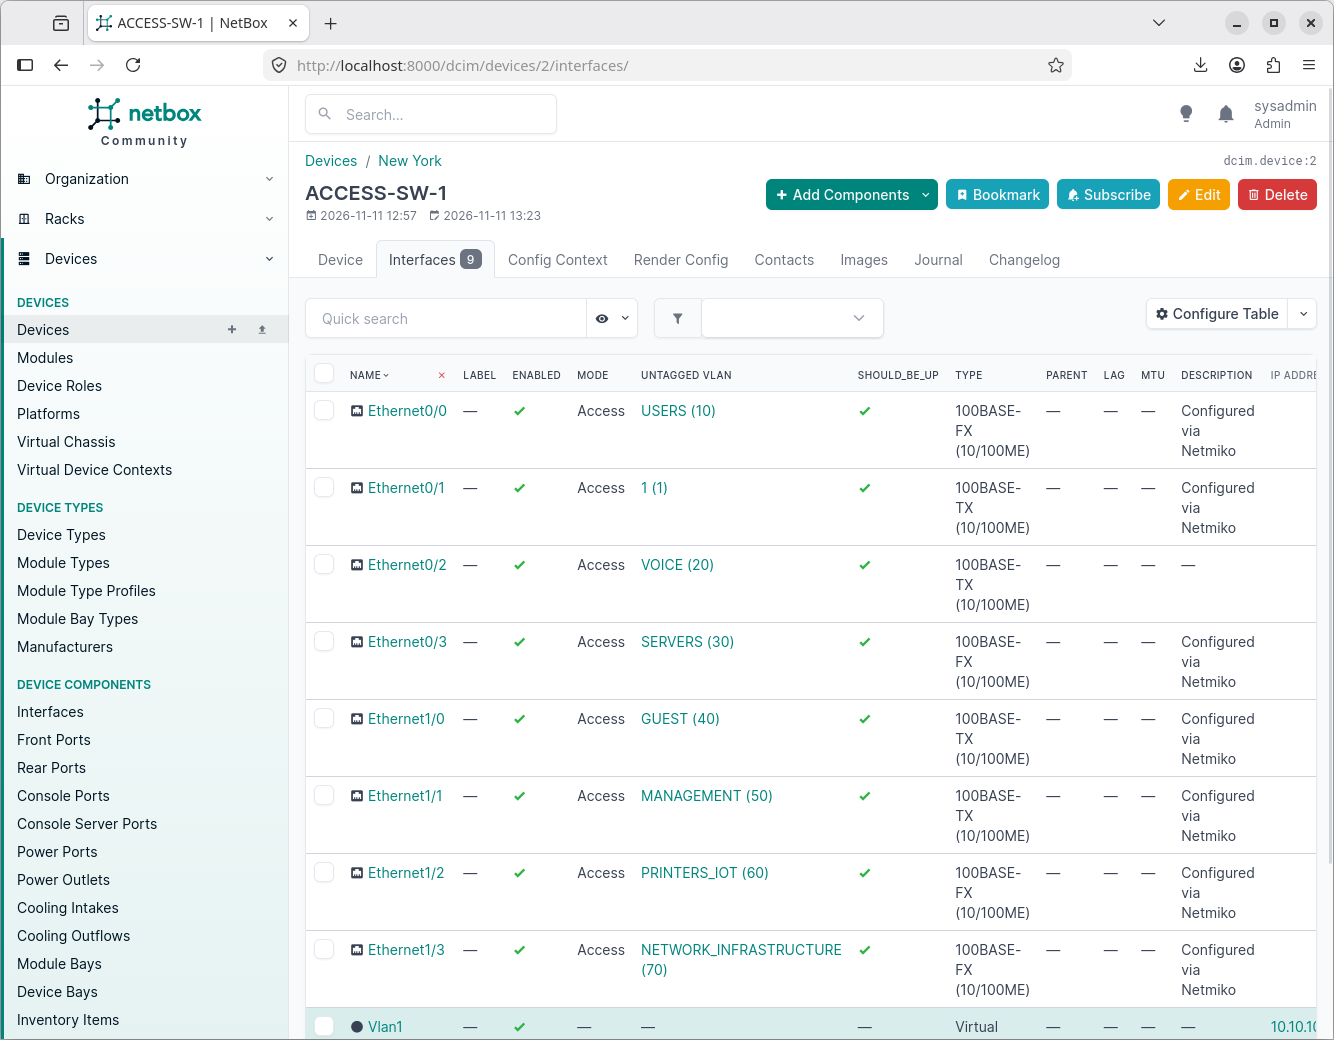 ACCESS-SW-1 | NetBox
http://localhost:8000/dcim/devices/2/interfaces/
netbox
Community
Search...
sysadmin
Admin
Organization
Racks
Devices
DEVICES
Devices
Modules
Device Roles
Platforms
Virtual Chassis
Virtual Device Contexts
DEVICE TYPES
Device Types
Module Types
Module Type Profiles
Module Bay Types
Manufacturers
DEVICE COMPONENTS
Interfaces
Front Ports
Rear Ports
Console Ports
Console Server Ports
Power Ports
Power Outlets
Cooling Intakes
Cooling Outflows
Module Bays
Device Bays
Inventory Items
Devices / New York
dcim.device:2
ACCESS-SW-1
2026-11-11 12:57 2026-11-11 13:23
Add Components Bookmark Subscribe Edit Delete
Device Interfaces 9 Config Context Render Config Contacts Images Journal Changelog
Quick search
Configure Table
NAME LABEL ENABLED MODE UNTAGGED VLAN SHOULD_BE_UP TYPE PARENT LAG MTU DESCRIPTION IP ADDRE
Ethernet0/0 — Access USERS (10) 100BASE- — — — Configured
FX via
(10/100ME) Netmiko
Ethernet0/1 — Access 1 (1) 100BASE- — — — Configured
TX via
(10/100ME) Netmiko
Ethernet0/2 — Access VOICE (20) 100BASE- — — — —
TX
(10/100ME)
Ethernet0/3 — Access SERVERS (30) 100BASE- — — — Configured
FX via
(10/100ME) Netmiko
Ethernet1/0 — Access GUEST (40) 100BASE- — — — Configured
TX via
(10/100ME) Netmiko
Ethernet1/1 — Access MANAGEMENT (50) 100BASE- — — — Configured
TX via
(10/100ME) Netmiko
Ethernet1/2 — Access PRINTERS_IOT (60) 100BASE- — — — Configured
FX via
(10/100ME) Netmiko
Ethernet1/3 — Access NETWORK_INFRASTRUCTURE 100BASE- — — — Configured
(70) FX via
(10/100ME) Netmiko
Vlan1 — — — — Virtual — — — — 10.10.10